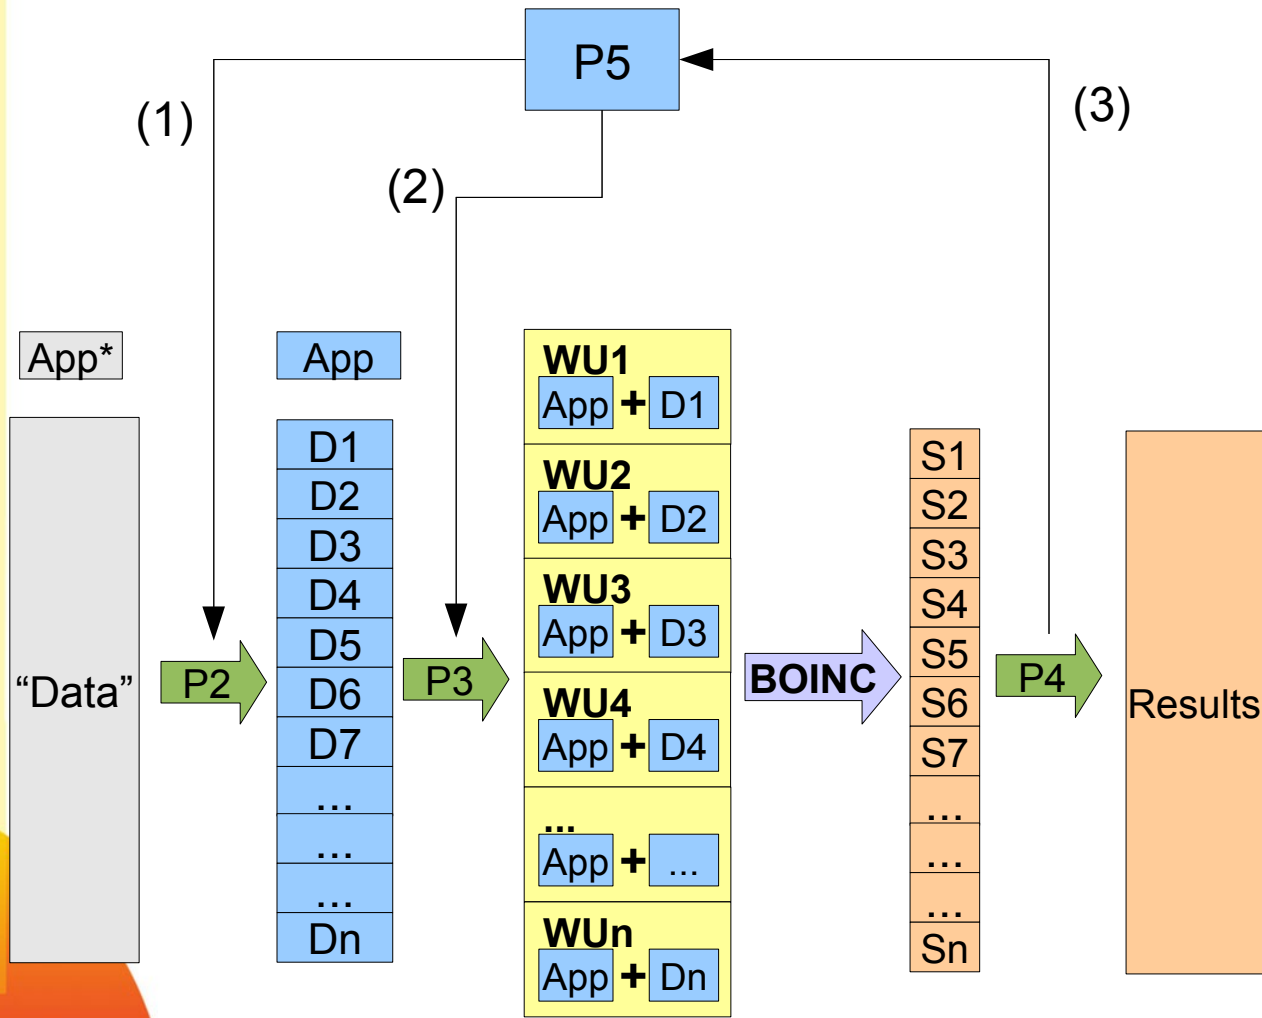 P5
(1)
(2)
(3)
App*
"Data"
P2
App
D1
D2
D3
D4
D5
D6
D7
...
...
...
Dn
P3
WU1
App + D1
WU2
App + D2
WU3
App + D3
WU4
App + D4
...
App + ...
WUn
App + Dn
BOINC
S1
S2
S3
S4
S5
S6
S7
...
...
...
Sn
P4
Results